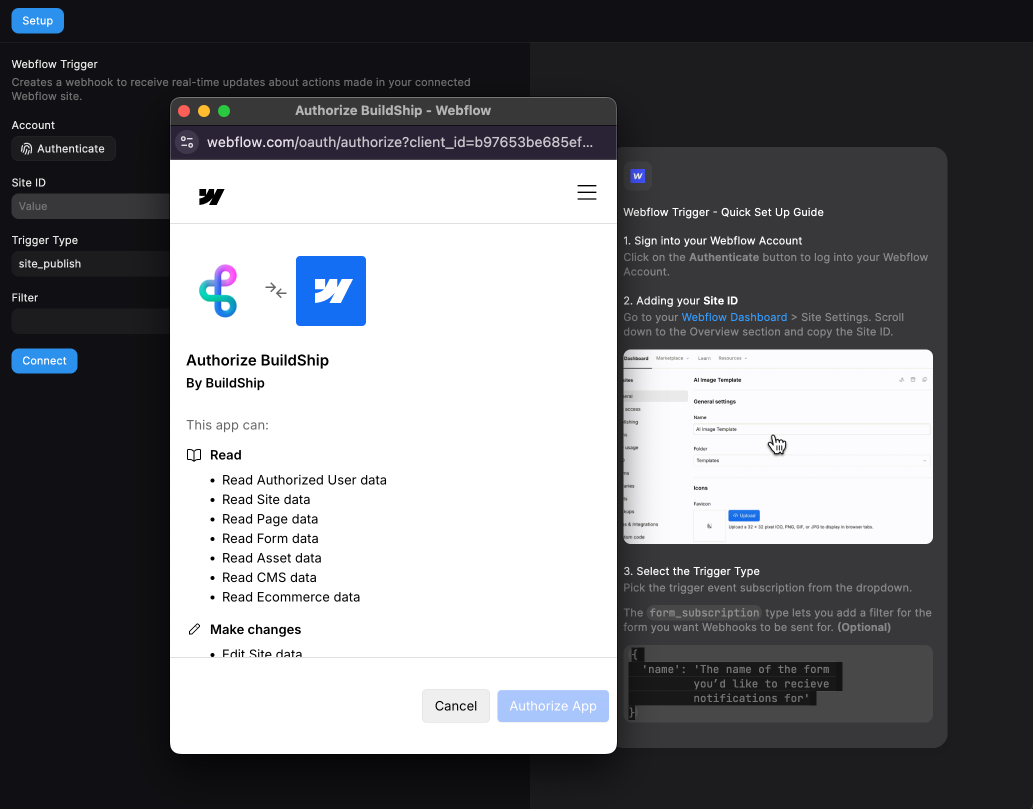 Setup
Webflow Trigger
Creates a webhook to receive real-time updates about actions made in your connected
Webflow site.
Account
Authenticate
Site ID
Value
Trigger Type
site_publish
Filter
Connect
Authorize BuildShip - Webflow
webflow.com/oauth/authorize?client_id=b97653be685ef...
Authorize BuildShip
By BuildShip
This app can:
Read
• Read Authorized User data
• Read Site data
• Read Page data
• Read Form data
• Read Asset data
• Read CMS data
• Read Ecommerce data
Make changes
• Edit Site data
Cancel
Authorize App
Webflow Trigger - Quick Set Up Guide
1. Sign into your Webflow Account
Click on the Authenticate button to log into your Webflow
Account.
2. Adding your Site ID
Go to your Webflow Dashboard > Site Settings. Scroll
down to the Overview section and copy the Site ID.
Dashboard Marketplace Learn Resources
AI Image Template
General settings
access
Name
AI Image Template
usage
Folder
Templates
Icons
Favicon
Upload
Upload a 32 x 32 pixel ICO, PNG, GIF, or JPG to display in browser tabs.
s & integrations
tom code
3. Select the Trigger Type
Pick the trigger event subscription from the dropdown.
The form_subscription type lets you add a filter for the
form you want Webhooks to be sent for. (Optional)
{
'name': 'The name of the form
you’d like to recieve
notifications for'
}